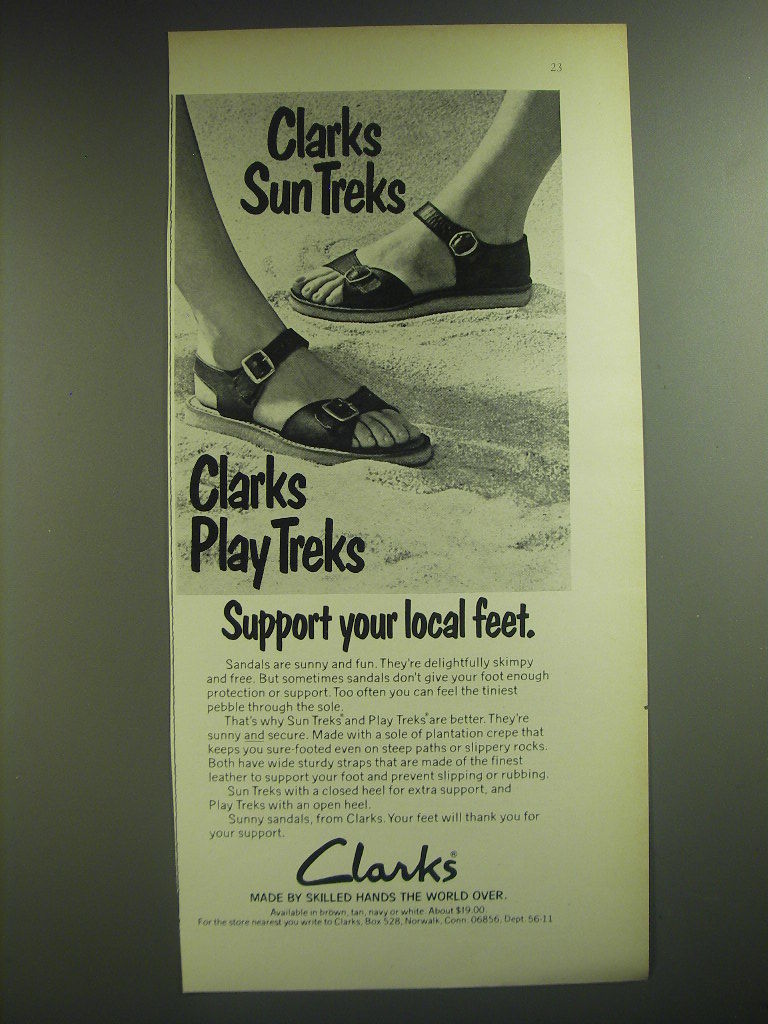 23
Clarks
Sun Treks
Clarks
Play Treks
Support your local feet.
Sandals are sunny and fun. They're delightfully skimpy
and free. But sometimes sandals don't give your foot enough
protection or support. Too often you can feel the tiniest
pebble through the sole.
That's why Sun Treks® and Play Treks® are better. They're
sunny and secure. Made with a sole of plantation crepe that
keeps you sure-footed even on steep paths or slippery rocks.
Both have wide sturdy straps that are made of the finest
leather to support your foot and prevent slipping or rubbing.
Sun Treks with a closed heel for extra support, and
Play Treks with an open heel.
Sunny sandals, from Clarks. Your feet will thank you for
your support.
Clarks®
MADE BY SKILLED HANDS THE WORLD OVER.
Available in brown, tan, navy or white. About $19.00.
For the store nearest you write to Clarks, Box 528, Norwalk, Conn. 06856, Dept. 56-11